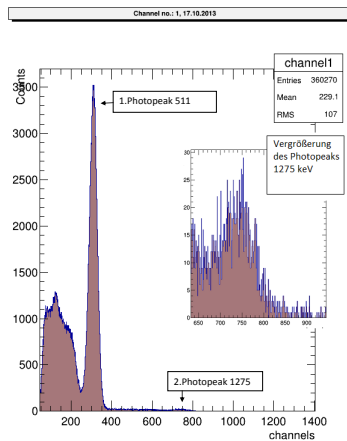 Channel no.: 1, 17.10.2013
channel1
Entries 360270
Mean 229.1
RMS 107
Counts
3500
3000
2500
2000
1500
1000
500
0
1.Photopeak 511
Vergrößerung
des Photopeaks
1275 keV
30
25
20
15
10
5
0
650 700 750 800 850 900
2.Photopeak 1275
200 400 600 800 1000 1200 1400
channels